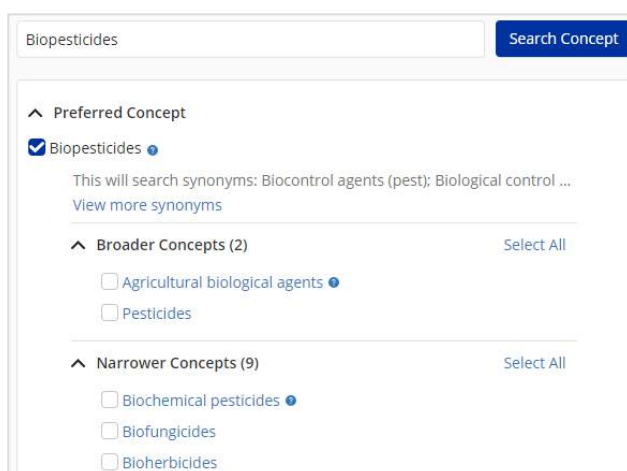 Biopesticides
Search Concept
Preferred Concept
Biopesticides
This will search synonyms: Biocontrol agents (pest); Biological control ...
View more synonyms
Broader Concepts (2)
Select All
Agricultural biological agents
Pesticides
Narrower Concepts (9)
Select All
Biochemical pesticides
Biofungicides
Bioherbicides